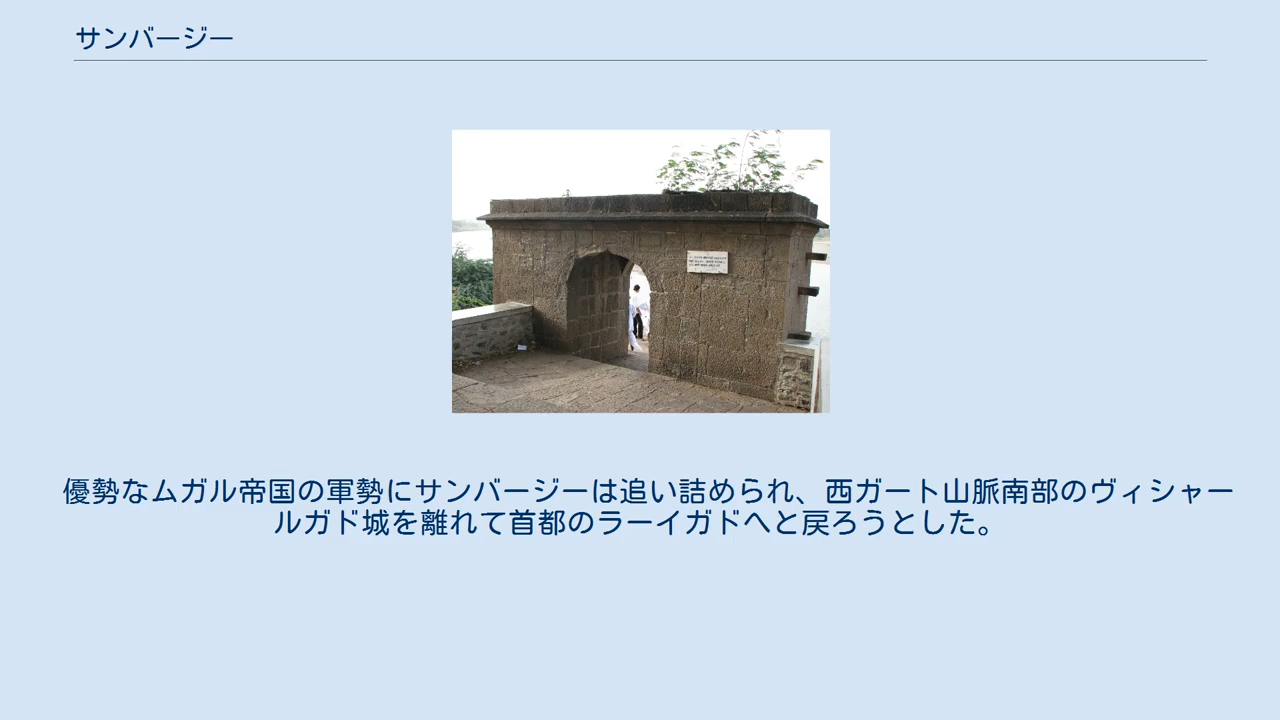 サンバージー
優勢なムガル帝国の軍勢にサンバージーは追い詰められ、西ガート山脈南部のヴィシャー
ルガド城を離れて首都のラーイガドへと戻ろうとした。